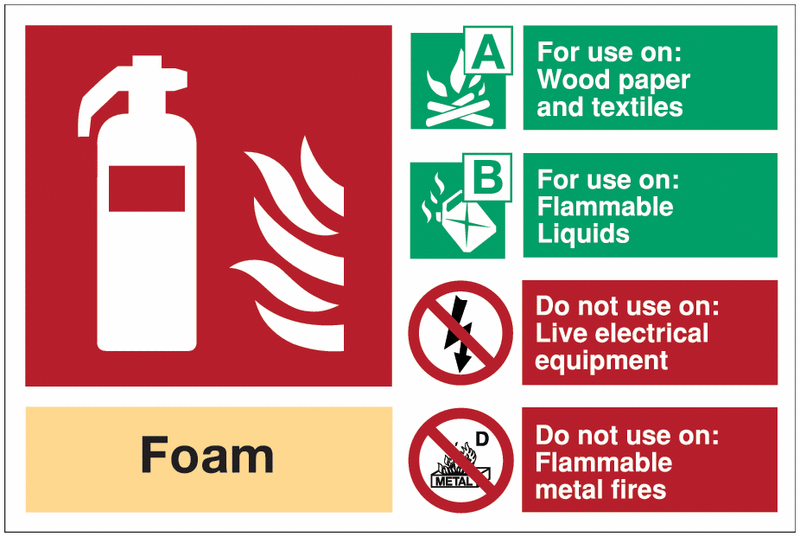 Foam
A
For use on:
Wood paper
and textiles
B
For use on:
Flammable
Liquids
Do not use on:
Live electrical
equipment
D
METAL
Do not use on:
Flammable
metal fires